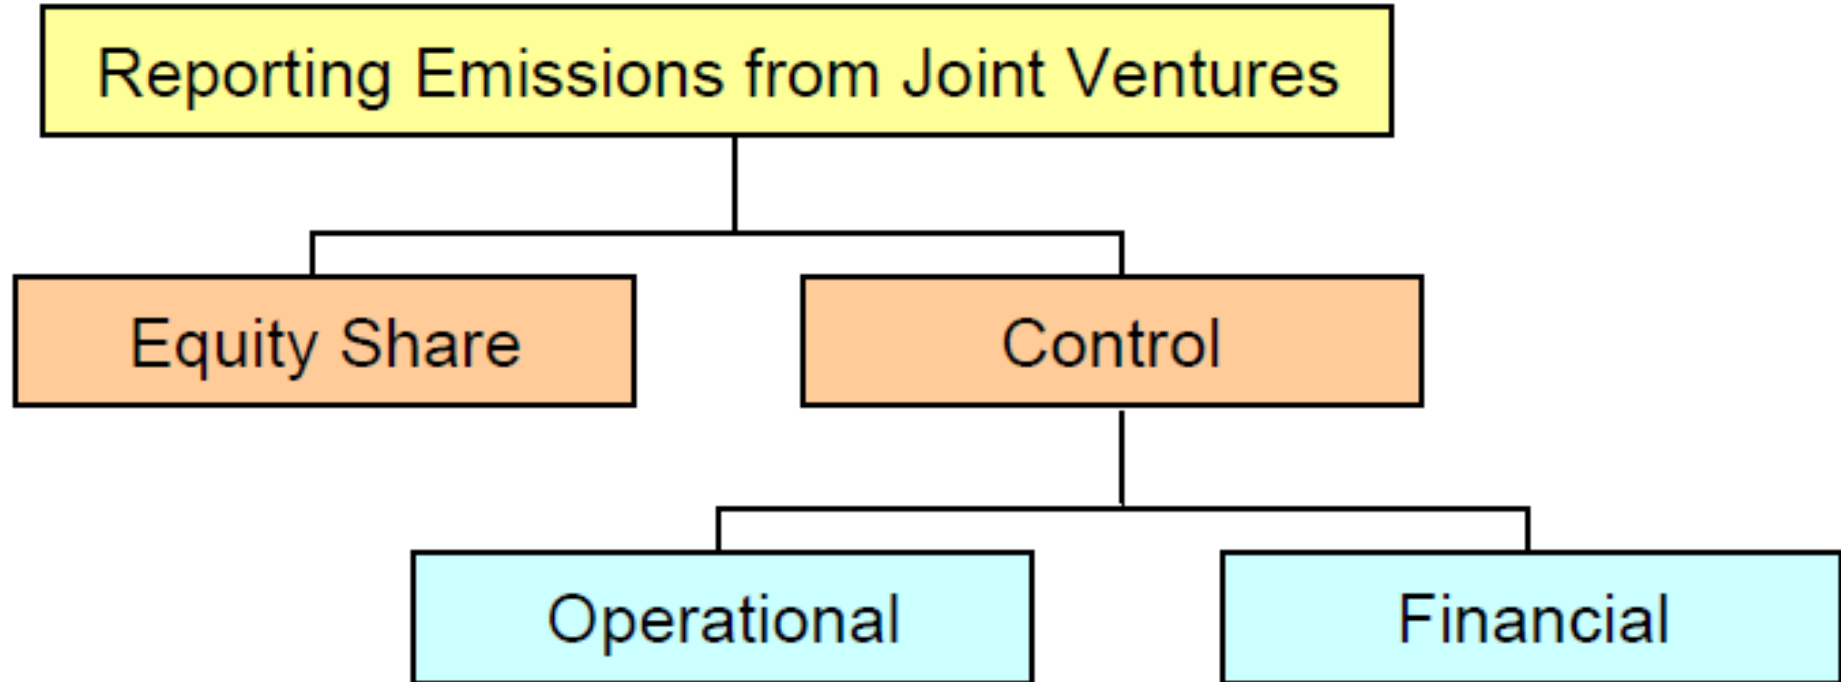 Reporting Emissions from Joint Ventures
Equity Share
Control
Operational
Financial